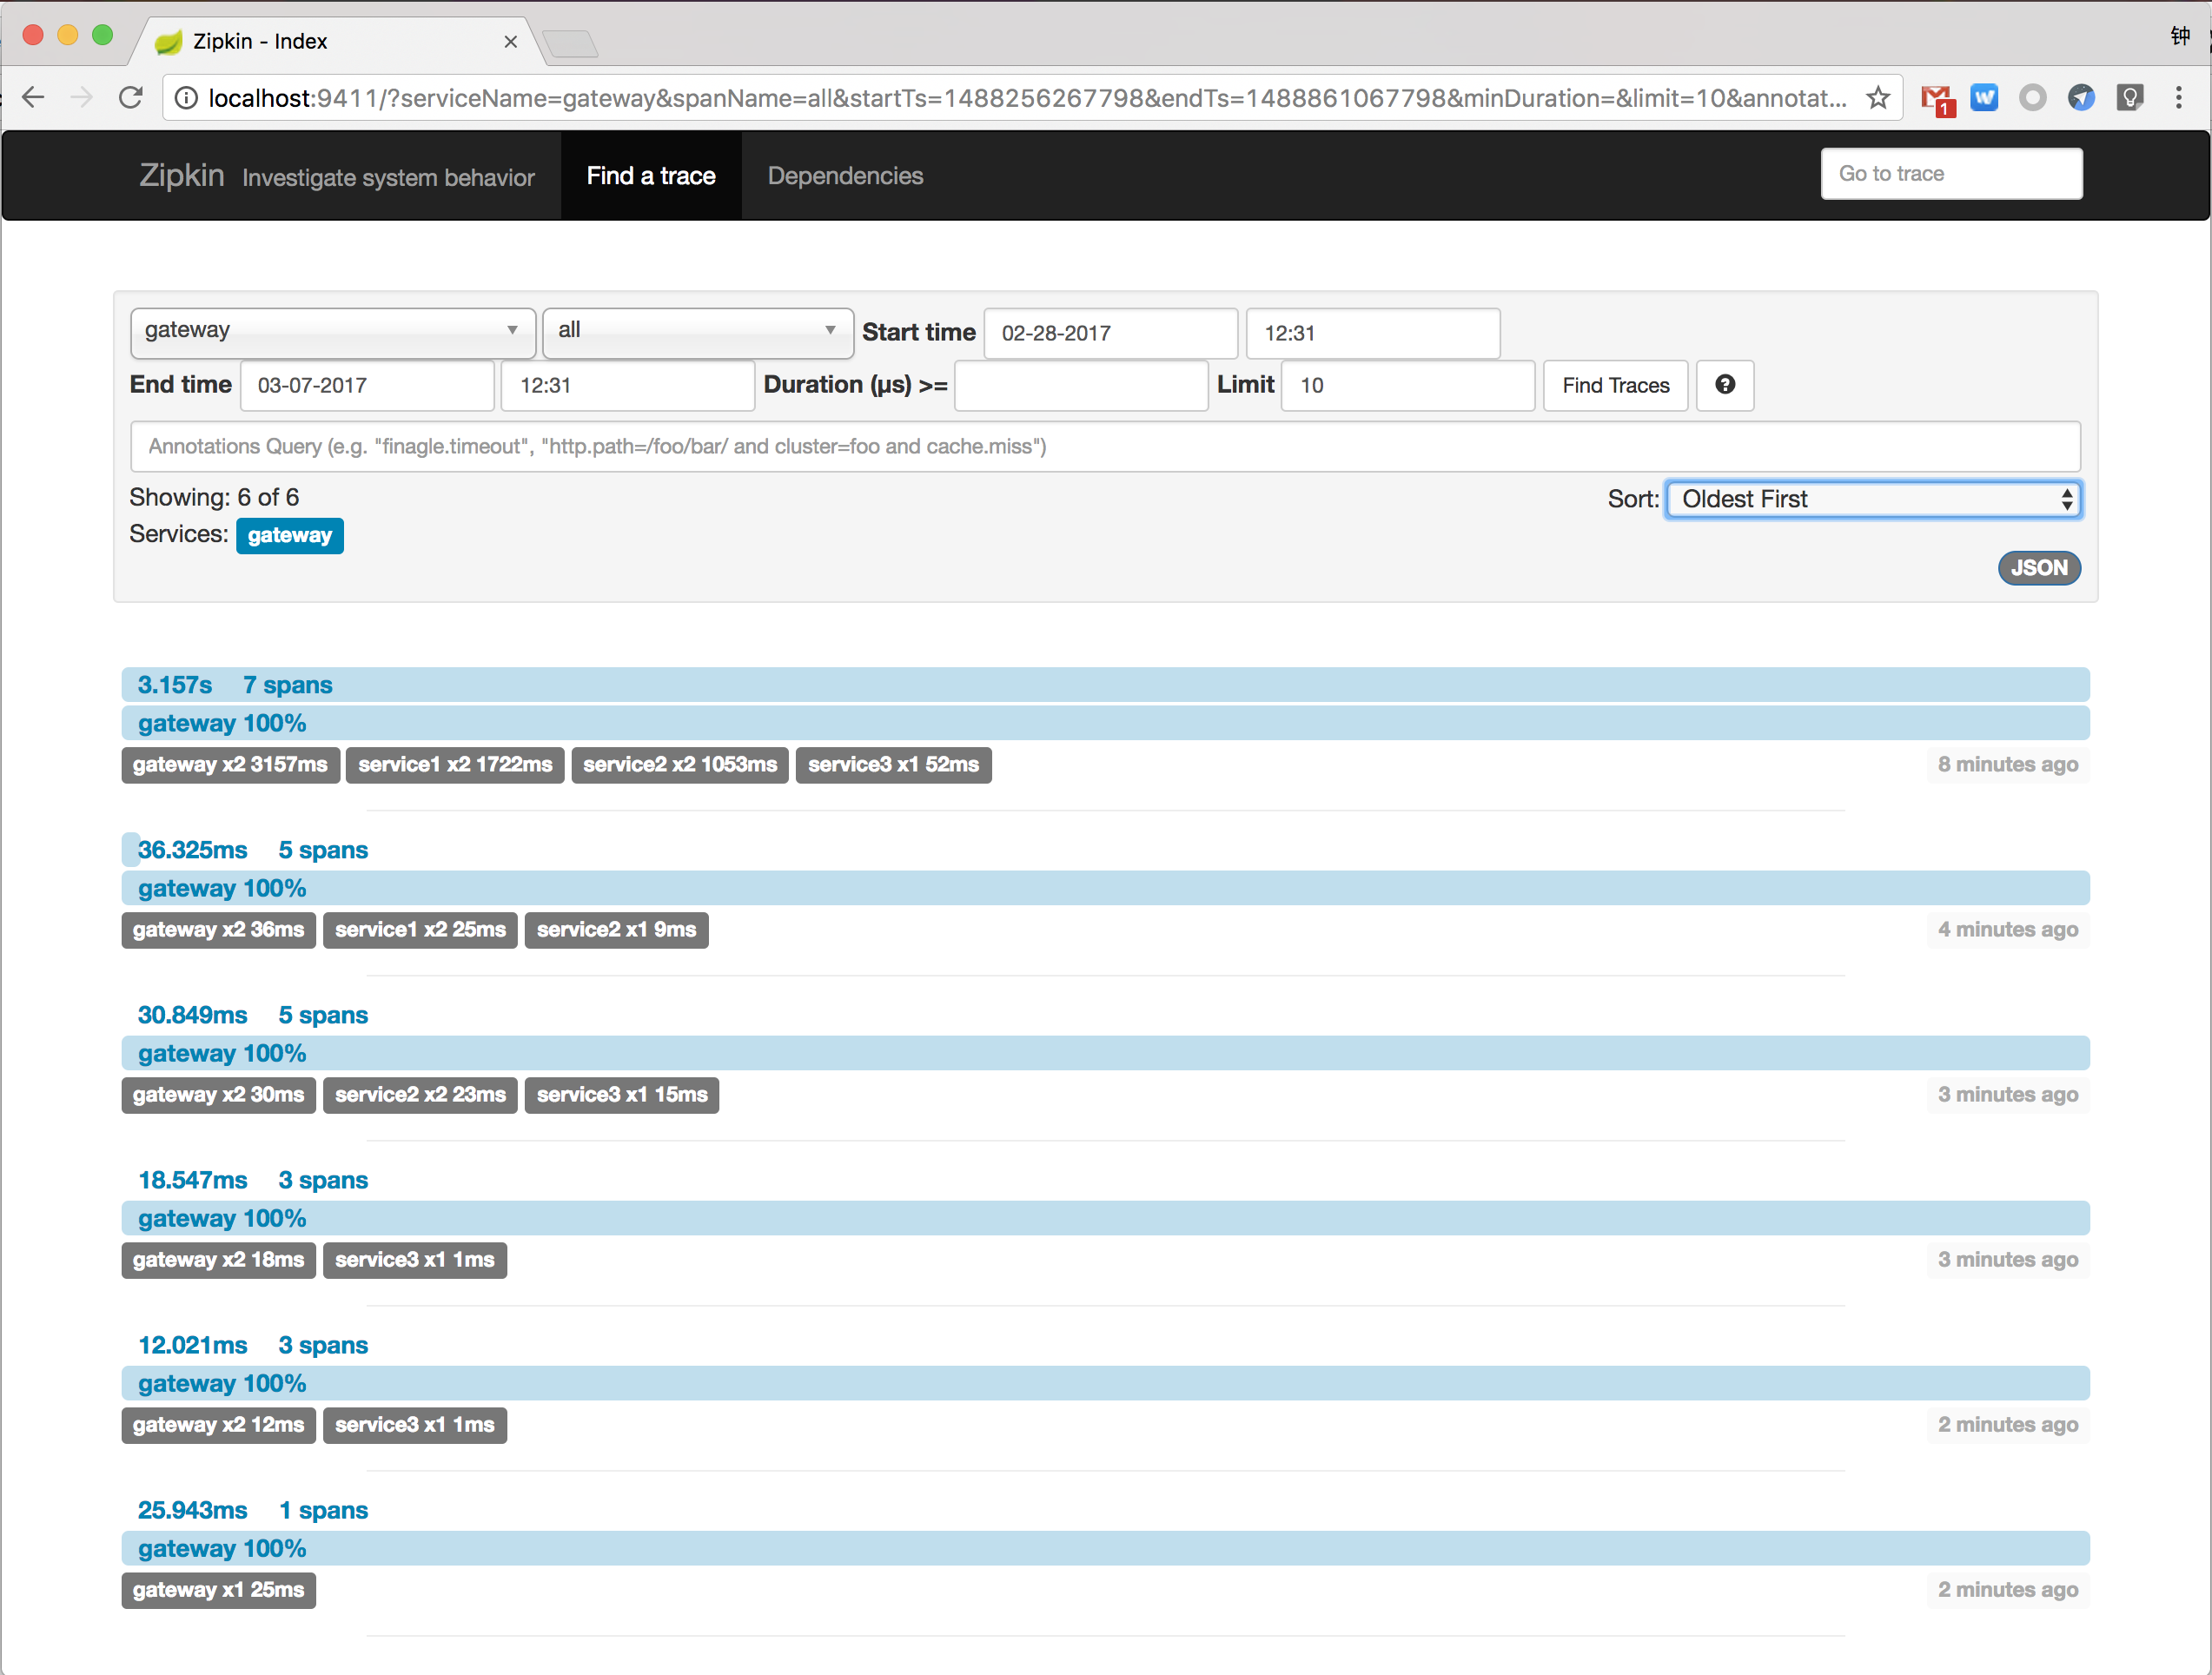 Zipkin - Index
钟
localhost:9411/?serviceName=gateway&spanName=all&startTs=1488256267798&endTs=1488861067798&minDuration=&limit=10&annotat...
1
Zipkin Investigate system behavior Find a trace Dependencies Go to trace
gateway all Start time 02-28-2017 12:31
End time 03-07-2017 12:31 Duration (µs) >= Limit 10 Find Traces ?
Annotations Query (e.g. "finagle.timeout", "http.path=/foo/bar/ and cluster=foo and cache.miss")
Showing: 6 of 6 Sort: Oldest First
Services: gateway
JSON
3.157s 7 spans
gateway 100%
gateway x2 3157ms service1 x2 1722ms service2 x2 1053ms service3 x1 52ms 8 minutes ago
36.325ms 5 spans
gateway 100%
gateway x2 36ms service1 x2 25ms service2 x1 9ms 4 minutes ago
30.849ms 5 spans
gateway 100%
gateway x2 30ms service2 x2 23ms service3 x1 15ms 3 minutes ago
18.547ms 3 spans
gateway 100%
gateway x2 18ms service3 x1 1ms 3 minutes ago
12.021ms 3 spans
gateway 100%
gateway x2 12ms service3 x1 1ms 2 minutes ago
25.943ms 1 spans
gateway 100%
gateway x1 25ms 2 minutes ago